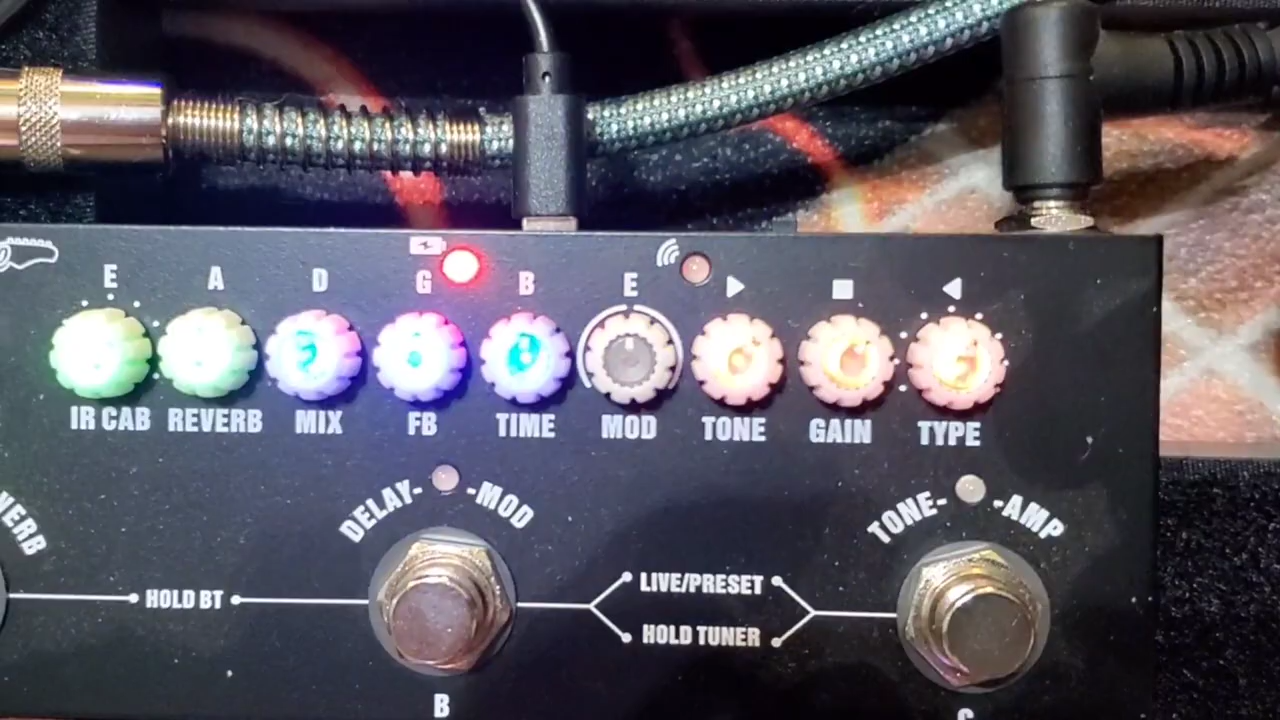 E A D G B E
IR CAB REVERB MIX FB TIME MOD TONE GAIN TYPE
DELAY- -MOD
TONE- -AMP
HOLD BT
LIVE/PRESET
HOLD TUNER
B